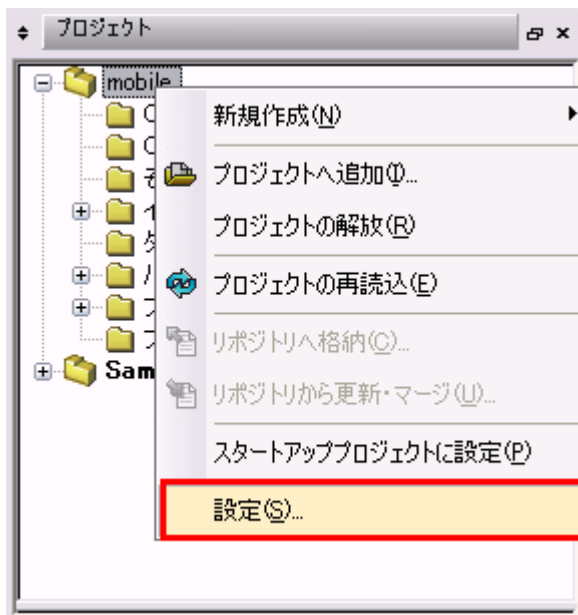 プロジェクト
mobile
新規作成(N)
プロジェクトへ追加(I)...
プロジェクトの解放(R)
プロジェクトの再読込(E)
リポジトリへ格納(C)...
リポジトリから更新・マージ(U)...
Sam
スタートアッププロジェクトに設定(P)
設定(S)...